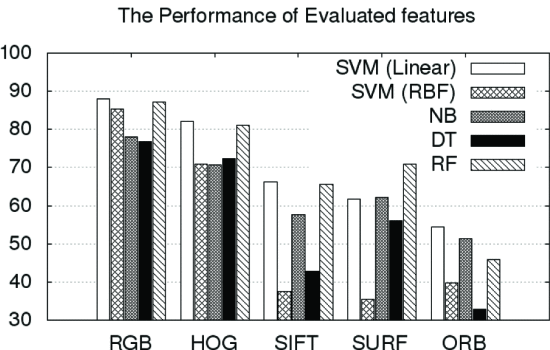 The Performance of Evaluated features
100
90
80
70
60
50
40
30
SVM (Linear)
SVM (RBF)
NB
DT
RF
RGB HOG SIFT SURF ORB